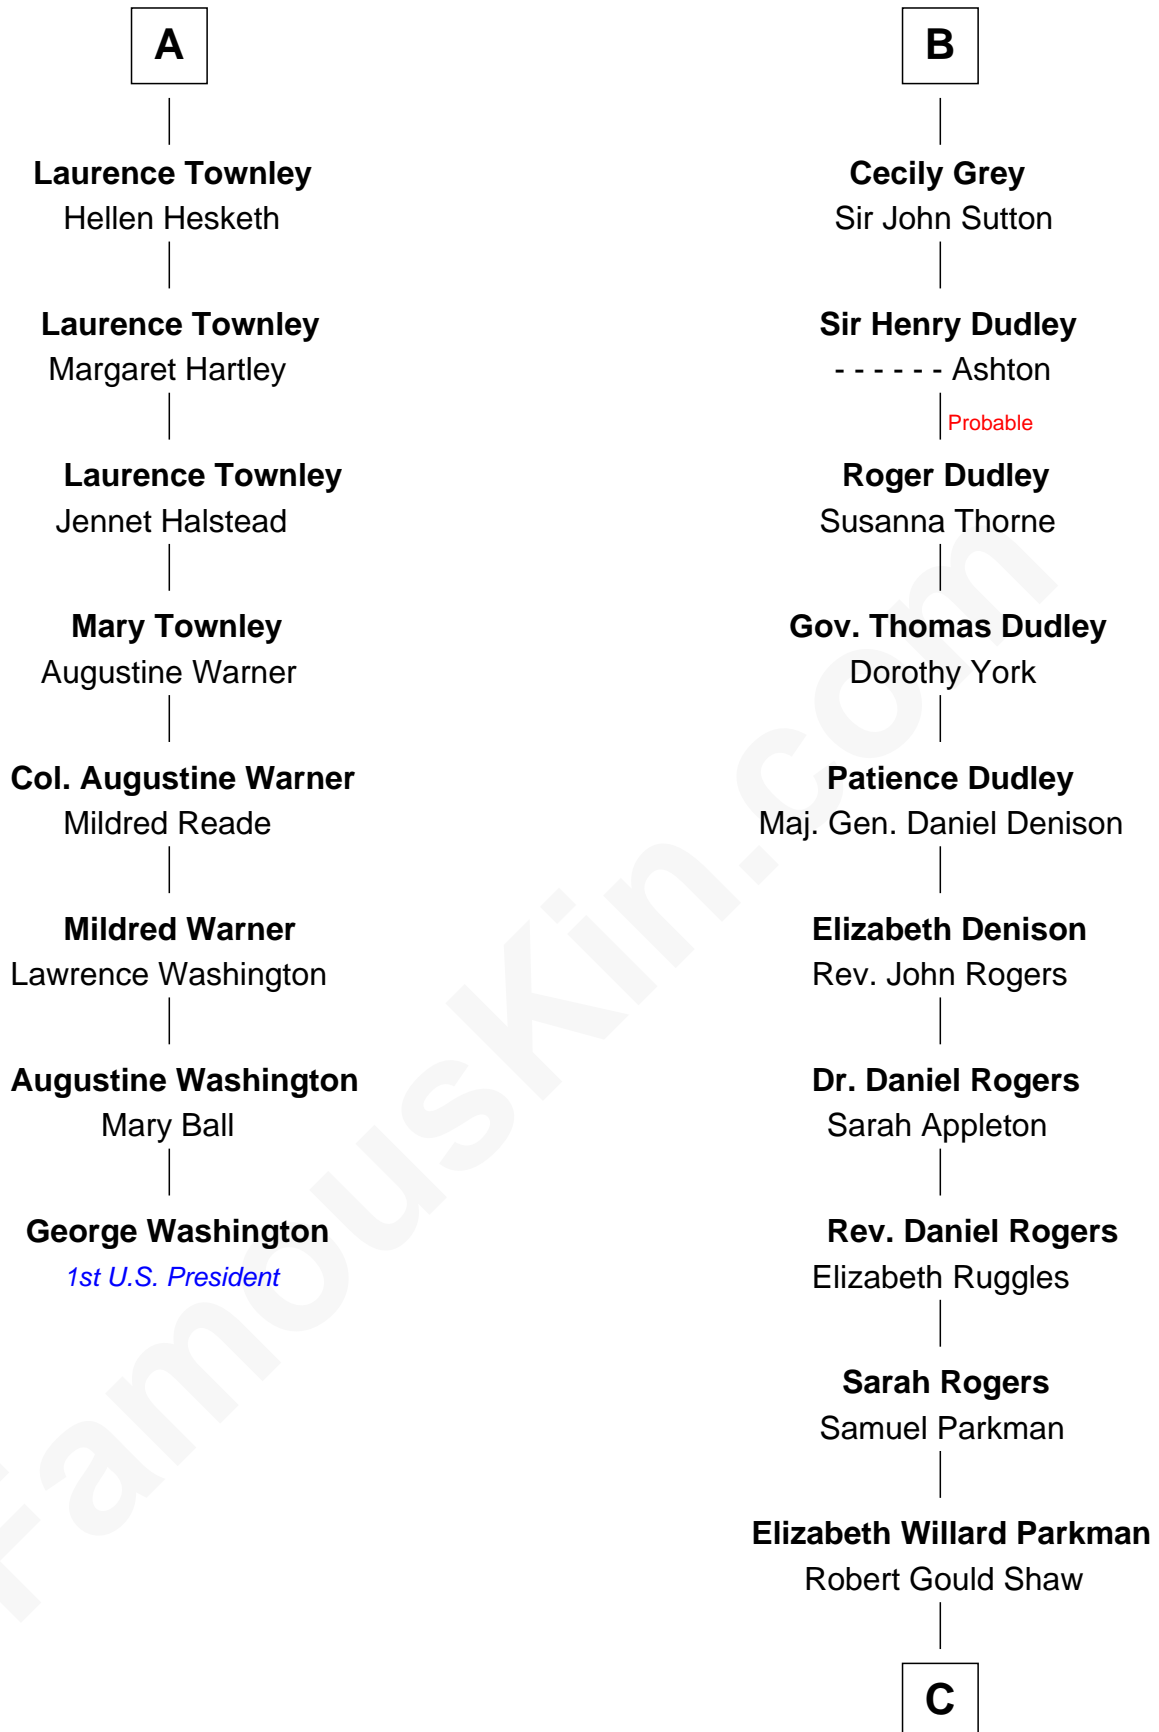 A
Laurence Townley
Hellen Hesketh
Laurence Townley
Margaret Hartley
Laurence Townley
Jennet Halstead
Mary Townley
Augustine Warner
Col. Augustine Warner
Mildred Reade
Mildred Warner
Lawrence Washington
Augustine Washington
Mary Ball
George Washington
1st U.S. President
B
Cecily Grey
Sir John Sutton
Sir Henry Dudley
- - - - - - Ashton
Probable
Roger Dudley
Susanna Thorne
Gov. Thomas Dudley
Dorothy York
Patience Dudley
Maj. Gen. Daniel Denison
Elizabeth Denison
Rev. John Rogers
Dr. Daniel Rogers
Sarah Appleton
Rev. Daniel Rogers
Elizabeth Ruggles
Sarah Rogers
Samuel Parkman
Elizabeth Willard Parkman
Robert Gould Shaw
C
FamousKin.com